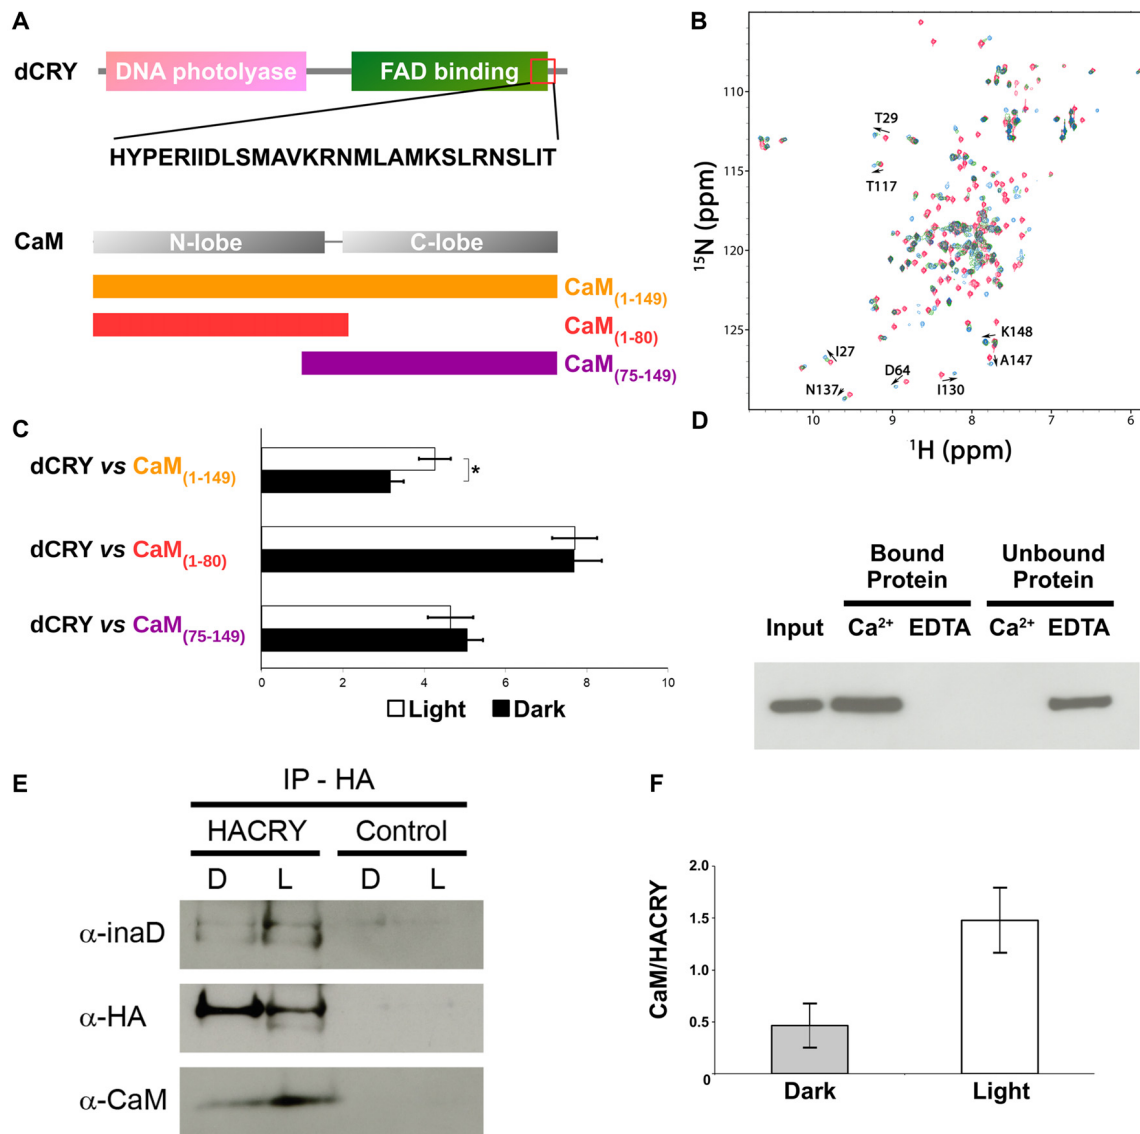 A
dCRY DNA photolyase FAD binding
HYPERIIDLSMAVKRNMLAMKSLRNSLIT
CaM N-lobe C-lobe
CaM(1-149)
CaM(1-80)
CaM(75-149)
B
110
115
120
125
15N (ppm)
T29
T117
K148
I27
A147
D64
I130
N137
10 9 8 7 6
1H (ppm)
C
dCRY vs CaM(1-149)
*
dCRY vs CaM(1-80)
dCRY vs CaM(75-149)
0 2 4 6 8 10
Light Dark
D
Bound Protein
Unbound Protein
Input Ca2+ EDTA Ca2+ EDTA
E
IP - HA
HACRY Control
D L D L
α-inaD
α-HA
α-CaM
F
CaM/HACRY
2.0
1.5
1.0
0.5
0
Dark Light